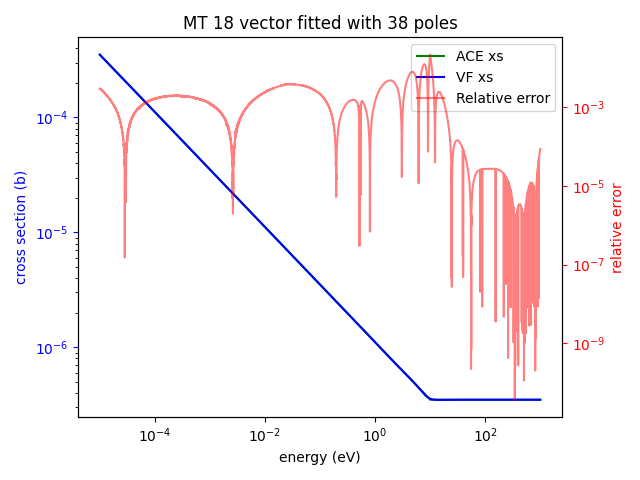 MT 18 vector fitted with 38 poles
ACE xs
VF xs
Relative error
cross section (b)
10⁻⁴
10⁻⁵
10⁻⁶
10⁻³
10⁻⁵
10⁻⁷
10⁻⁹
relative error
10⁻⁴
10⁻²
10⁰
10²
energy (eV)